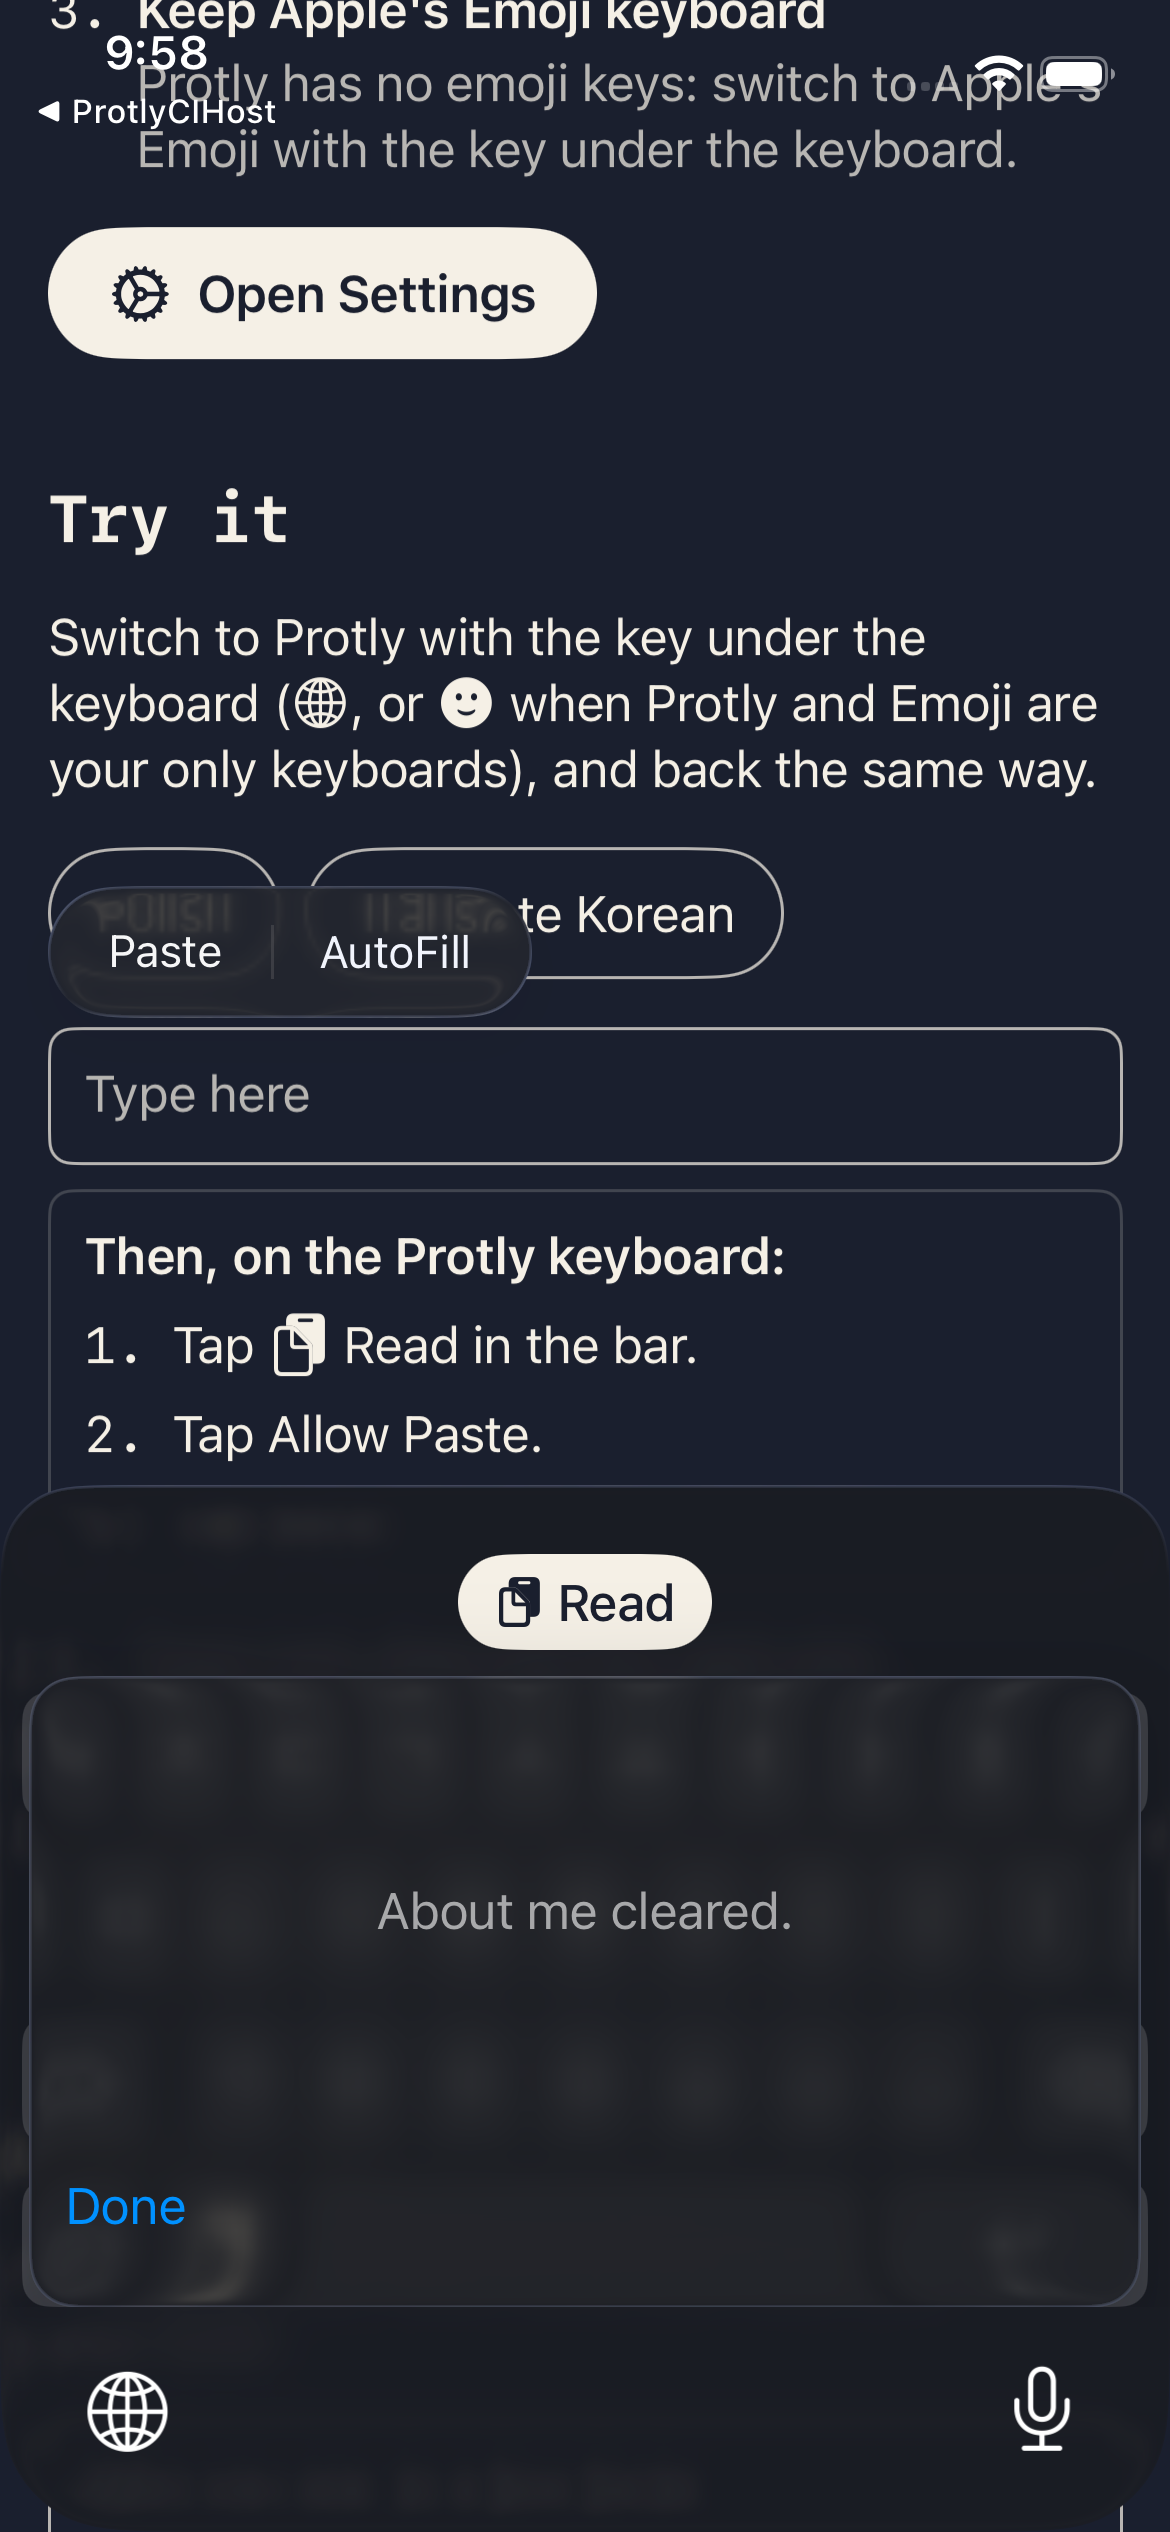 3. Keep Apple's Emoji keyboard
9:58
Protly has no emoji keys: switch to Apple's
ProtlyCIHost
Emoji with the key under the keyboard.
Open Settings
Try it
Switch to Protly with the key under the
keyboard (, or when Protly and Emoji are
your only keyboards), and back the same way.
te Korean
Paste
AutoFill
Type here
Then, on the Protly keyboard:
1. Tap Read in the bar.
2. Tap Allow Paste.
Read
About me cleared.
Done